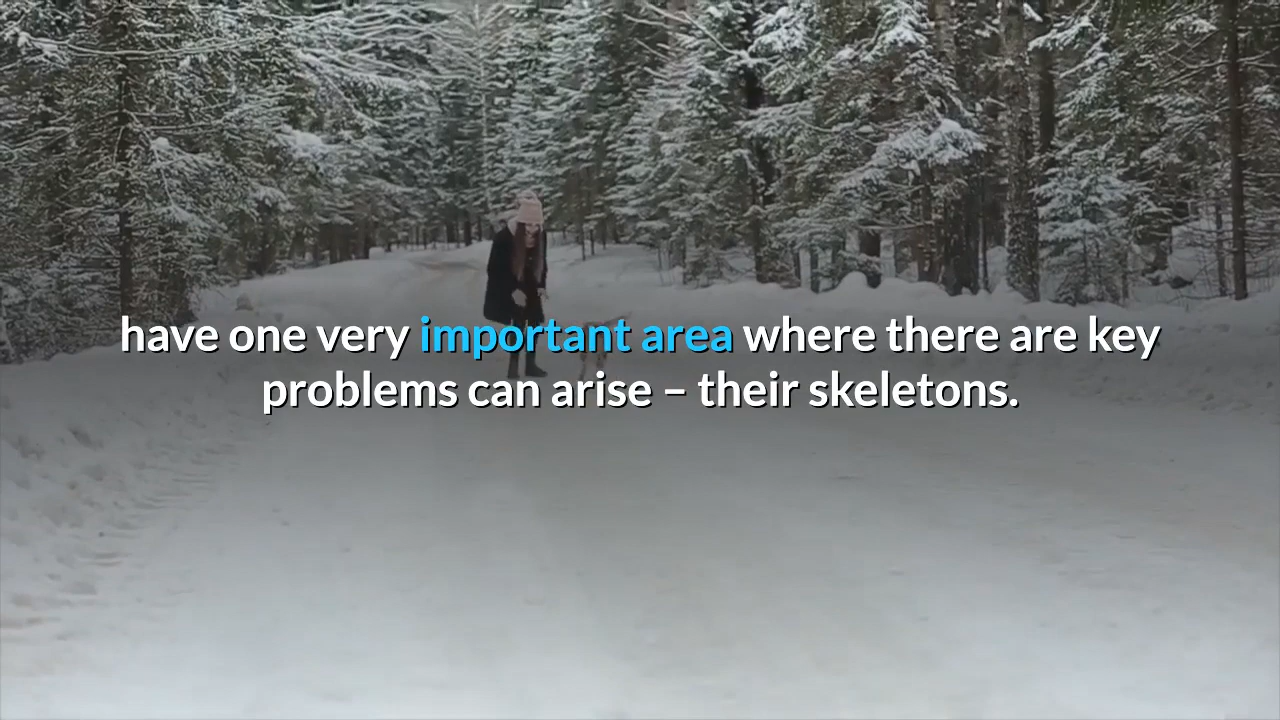 have one very important area where there are key
problems can arise – their skeletons.